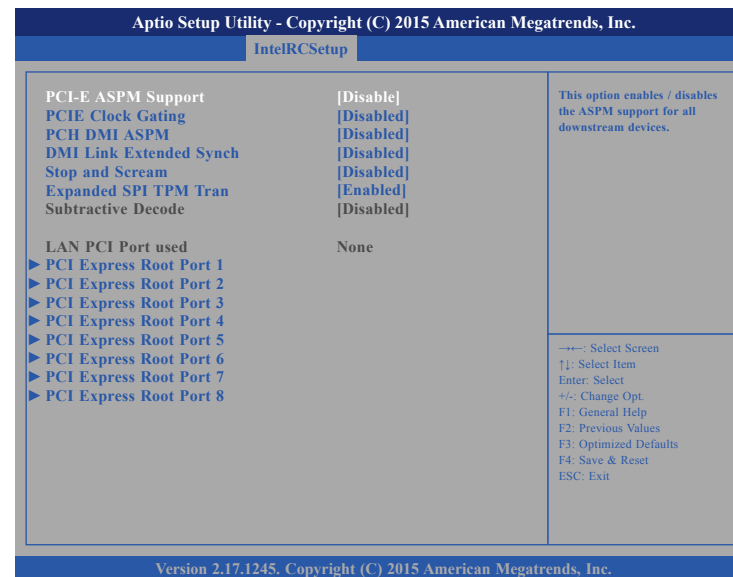 Aptio Setup Utility - Copyright (C) 2015 American Megatrends, Inc.
IntelRCSetup
PCI-E ASPM Support [Disable]
PCIE Clock Gating [Disabled]
PCH DMI ASPM [Disabled]
DMI Link Extended Synch [Disabled]
Stop and Scream [Disabled]
Expanded SPI TPM Tran [Enabled]
Subtractive Decode [Disabled]
LAN PCI Port used None
► PCI Express Root Port 1
► PCI Express Root Port 2
► PCI Express Root Port 3
► PCI Express Root Port 4
► PCI Express Root Port 5
► PCI Express Root Port 6
► PCI Express Root Port 7
► PCI Express Root Port 8
This option enables / disables
the ASPM support for all
downstream devices.
→←: Select Screen
↑↓: Select Item
Enter: Select
+/-: Change Opt.
F1: General Help
F2: Previous Values
F3: Optimized Defaults
F4: Save & Reset
ESC: Exit
Version 2.17.1245. Copyright (C) 2015 American Megatrends, Inc.